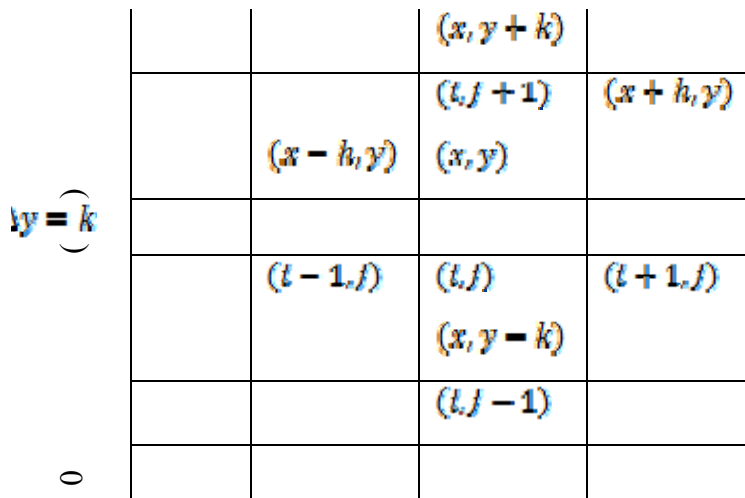 (x, y + k)
(i, j + 1) (x + h, y)
(x − h, y) (x, y)
y = k
(i − 1, j) (i, j) (i + 1, j)
(x, y − k)
(i, j − 1)
0